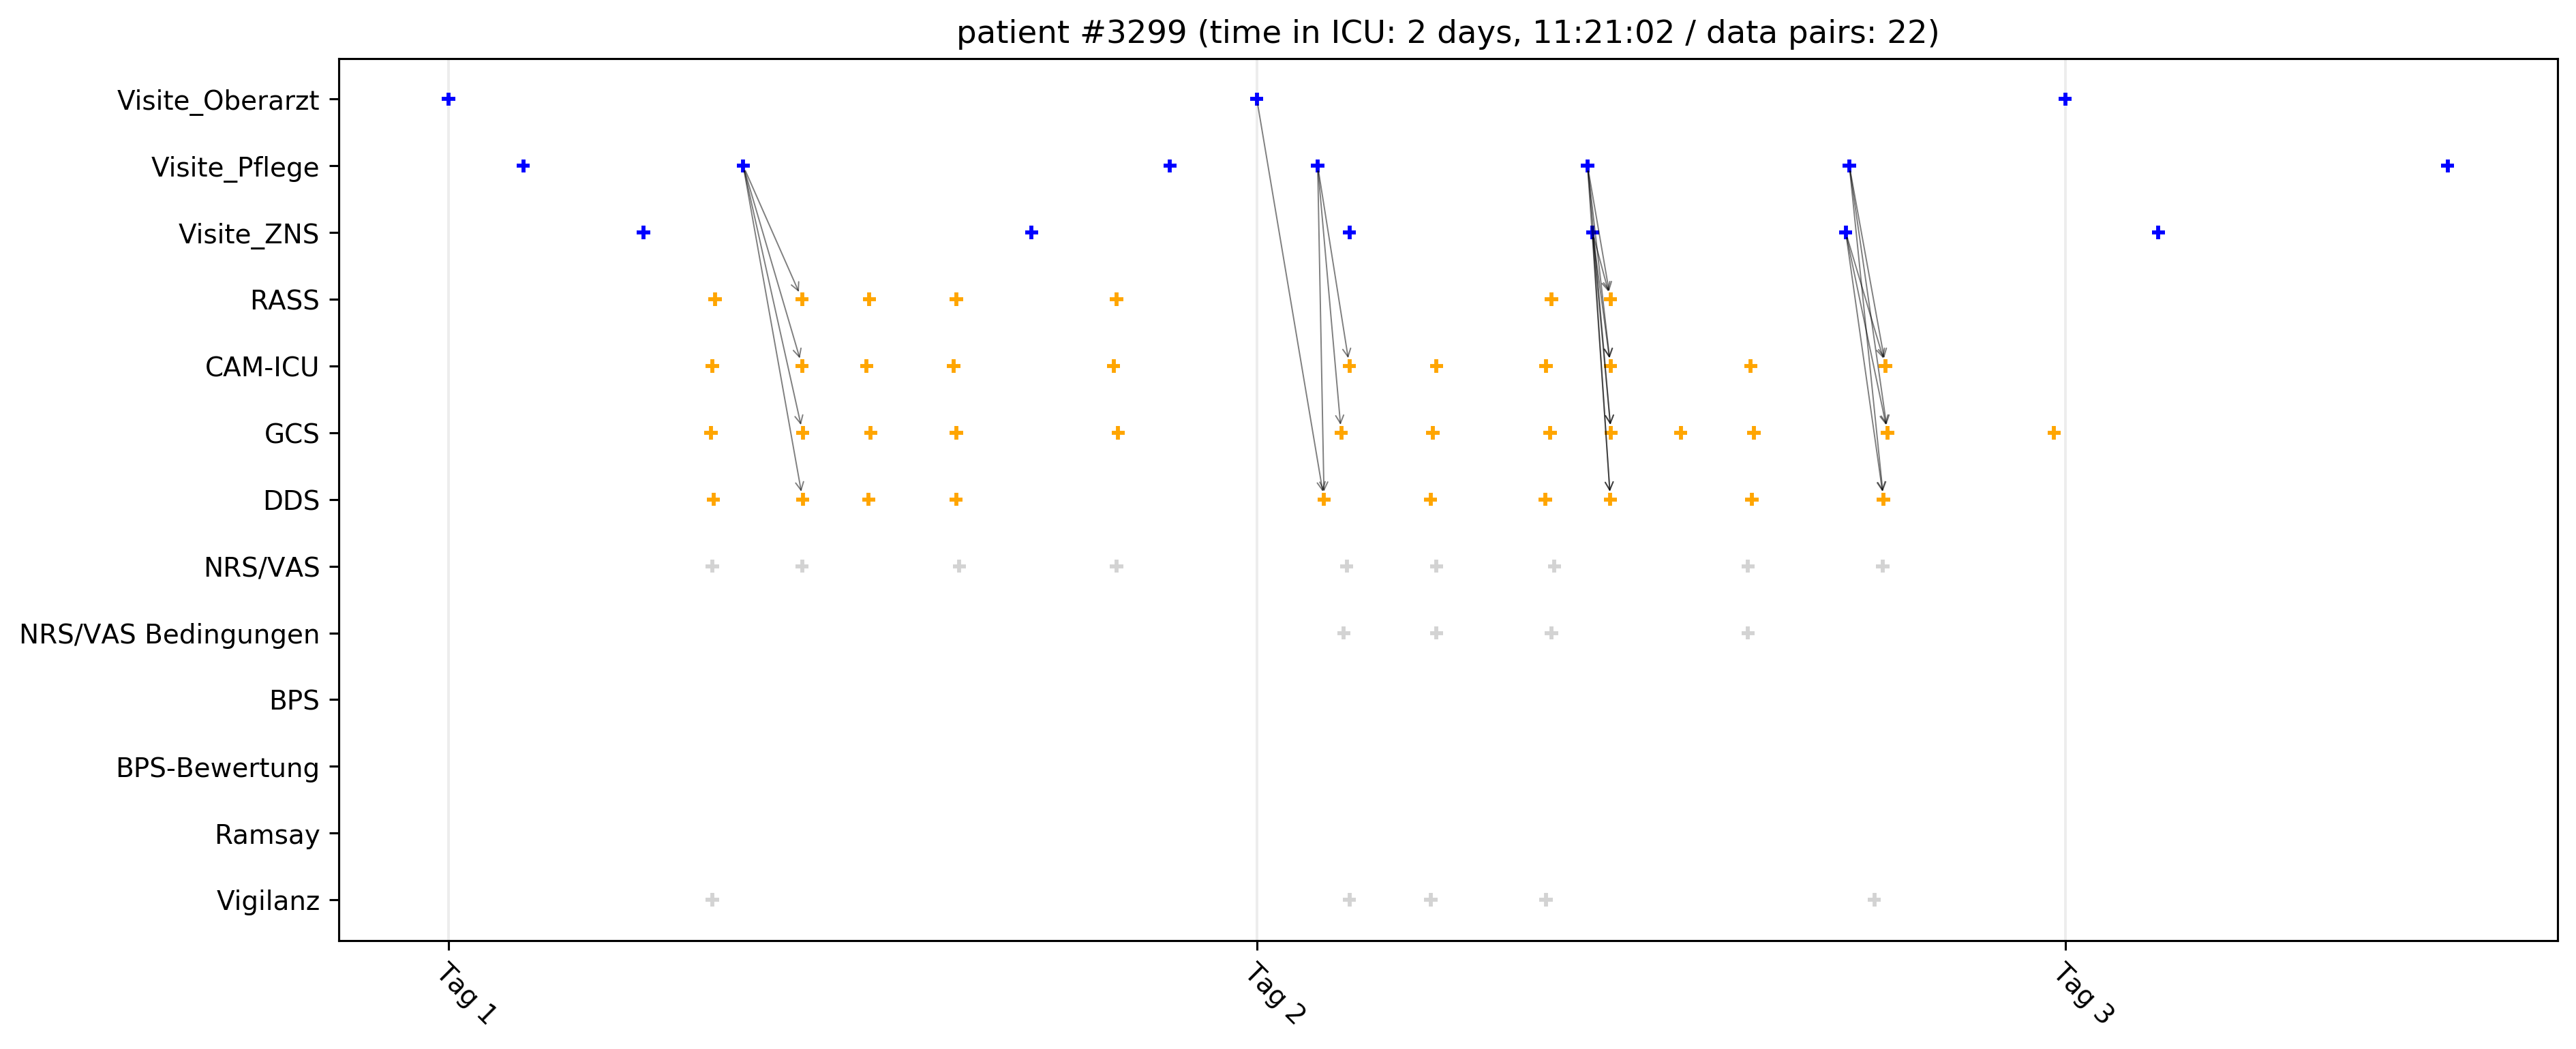 patient #3299 (time in ICU: 2 days, 11:21:02 / data pairs: 22)
Visite_Oberarzt
Visite_Pflege
Visite_ZNS
RASS
CAM-ICU
GCS
DDS
NRS/VAS
NRS/VAS Bedingungen
BPS
BPS-Bewertung
Ramsay
Vigilanz
Tag 1
Tag 2
Tag 3